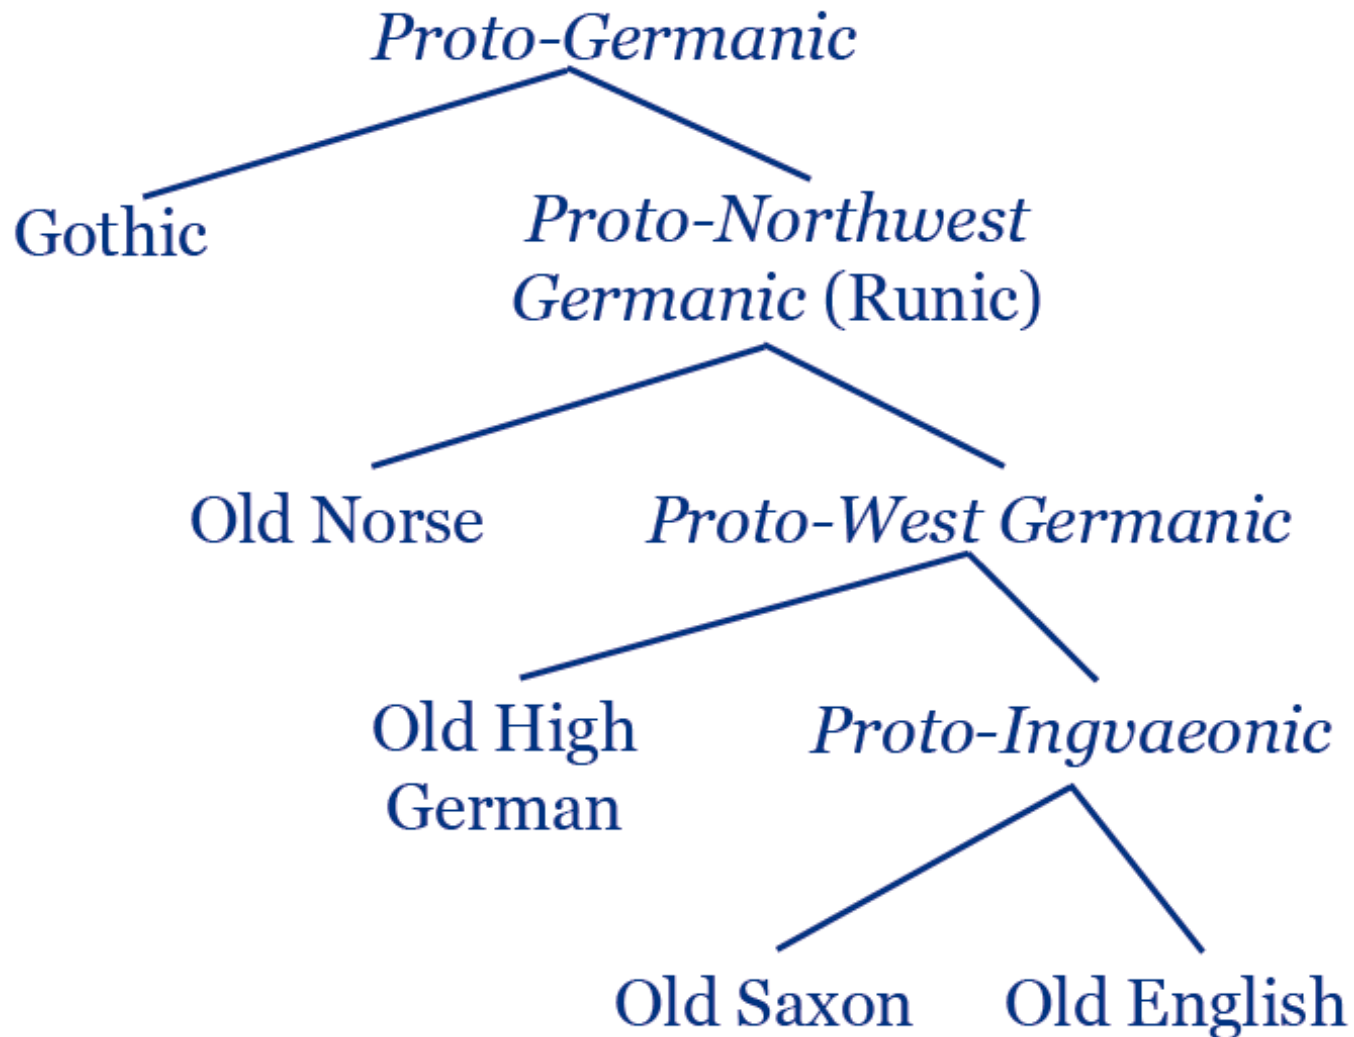 Proto-Germanic
Gothic
Proto-Northwest
Germanic (Runic)
Old Norse
Proto-West Germanic
Old High
German
Proto-Ingvaeonic
Old Saxon
Old English